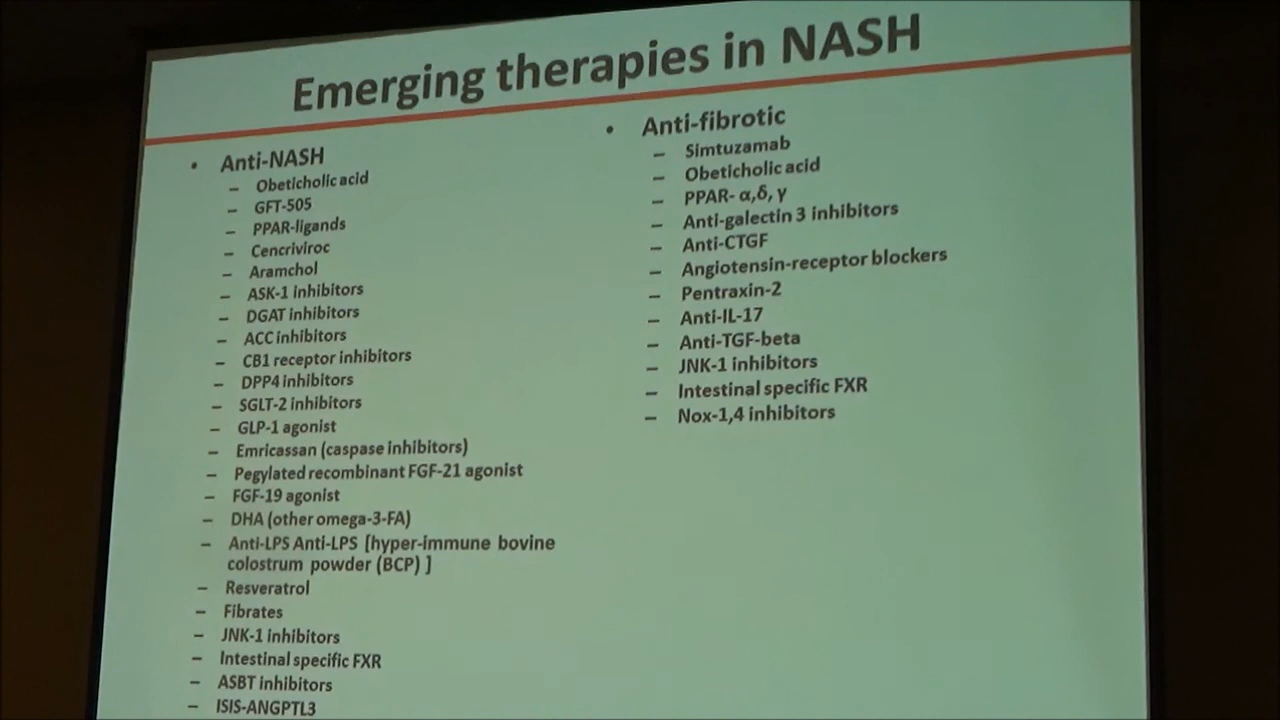 Emerging therapies in NASH
• Anti-NASH
– Obeticholic acid
– GFT-505
– PPAR-ligands
– Cencriviroc
– Aramchol
– ASK-1 inhibitors
– DGAT inhibitors
– ACC inhibitors
– CB1 receptor inhibitors
– DPP4 inhibitors
– SGLT-2 inhibitors
– GLP-1 agonist
– Emricassan (caspase inhibitors)
– Pegylated recombinant FGF-21 agonist
– FGF-19 agonist
– DHA (other omega-3-FA)
– Anti-LPS Anti-LPS [hyper-immune bovine
colostrum powder (BCP) ]
– Resveratrol
– Fibrates
– JNK-1 inhibitors
– Intestinal specific FXR
– ASBT inhibitors
– ISIS-ANGPTL3
• Anti-fibrotic
– Simtuzamab
– Obeticholic acid
– PPAR- α,δ, γ
– Anti-galectin 3 inhibitors
– Anti-CTGF
– Angiotensin-receptor blockers
– Pentraxin-2
– Anti-IL-17
– Anti-TGF-beta
– JNK-1 inhibitors
– Intestinal specific FXR
– Nox-1,4 inhibitors